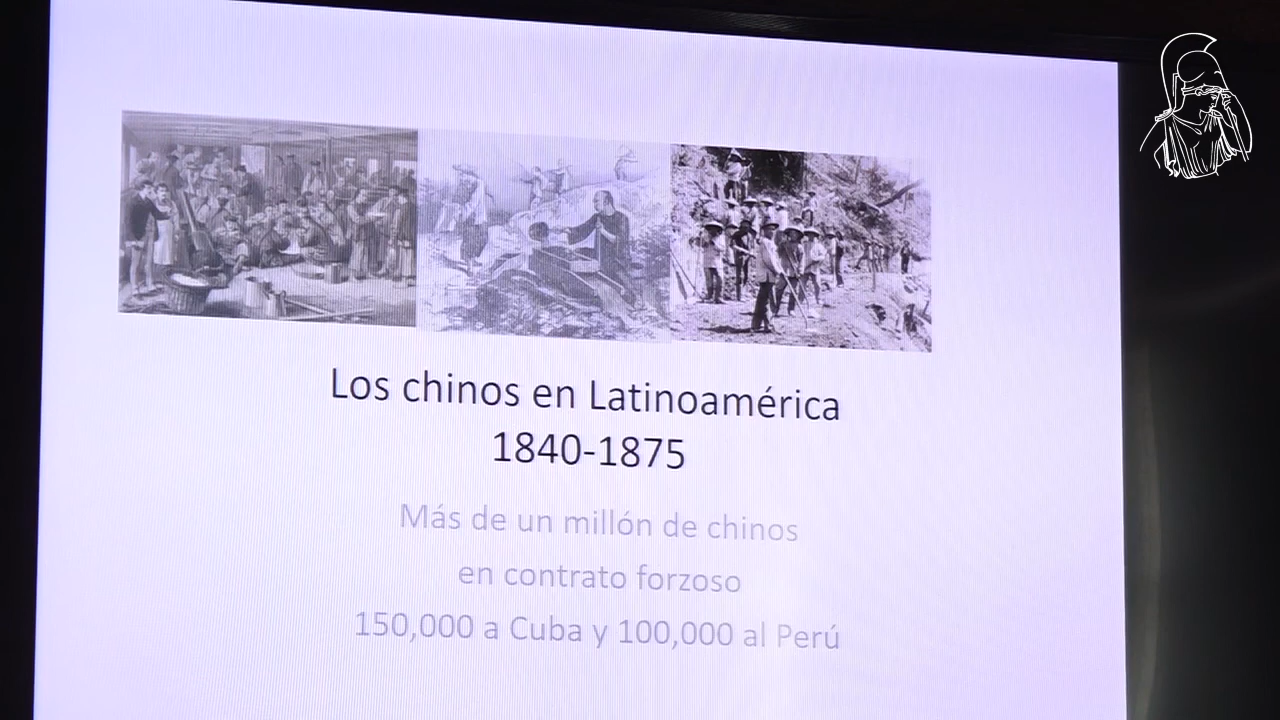 Los chinos en Latinoamérica
1840-1875
Más de un millón de chinos
en contrato forzoso
150,000 a Cuba y 100,000 al Perú